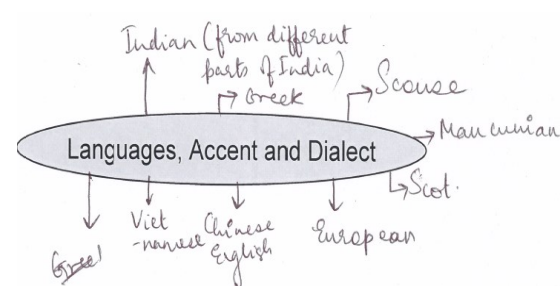 Indian (from different
parts of India)
Greek
Scouse
Mancunian
Languages, Accent and Dialect
Scot.
Viet
-namese
Chinese
English
European